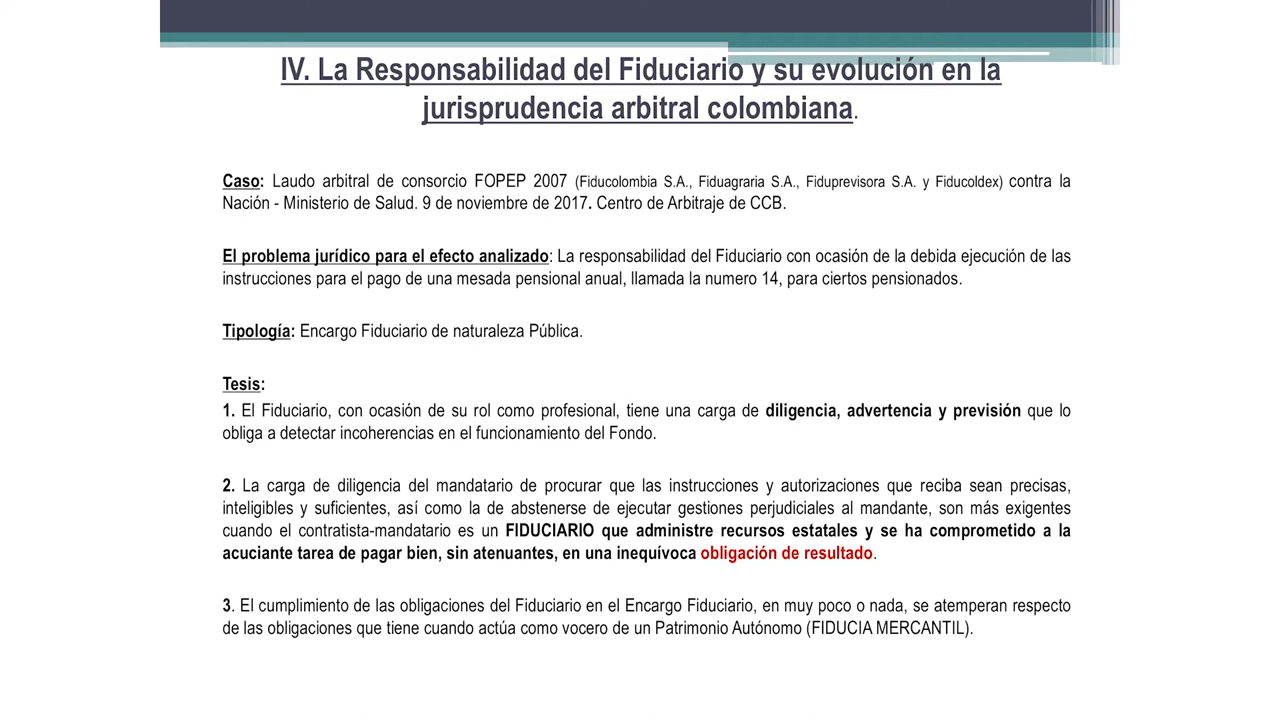 IV. La Responsabilidad del Fiduciario y su evolución en la
jurisprudencia arbitral colombiana.
Caso: Laudo arbitral de consorcio FOPEP 2007 (Fiducolombia S.A., Fiduagraria S.A., Fiduprevisora S.A. y Fiducoldex) contra la
Nación - Ministerio de Salud. 9 de noviembre de 2017. Centro de Arbitraje de CCB.
El problema jurídico para el efecto analizado: La responsabilidad del Fiduciario con ocasión de la debida ejecución de las
instrucciones para el pago de una mesada pensional anual, llamada la numero 14, para ciertos pensionados.
Tipología: Encargo Fiduciario de naturaleza Pública.
Tesis:
1. El Fiduciario, con ocasión de su rol como profesional, tiene una carga de diligencia, advertencia y previsión que lo
obliga a detectar incoherencias en el funcionamiento del Fondo.
2. La carga de diligencia del mandatario de procurar que las instrucciones y autorizaciones que reciba sean precisas,
inteligibles y suficientes, así como la de abstenerse de ejecutar gestiones perjudiciales al mandante, son más exigentes
cuando el contratista-mandatario es un FIDUCIARIO que administre recursos estatales y se ha comprometido a la
acuciante tarea de pagar bien, sin atenuantes, en una inequívoca obligación de resultado.
3. El cumplimiento de las obligaciones del Fiduciario en el Encargo Fiduciario, en muy poco o nada, se atemperan respecto
de las obligaciones que tiene cuando actúa como vocero de un Patrimonio Autónomo (FIDUCIA MERCANTIL).